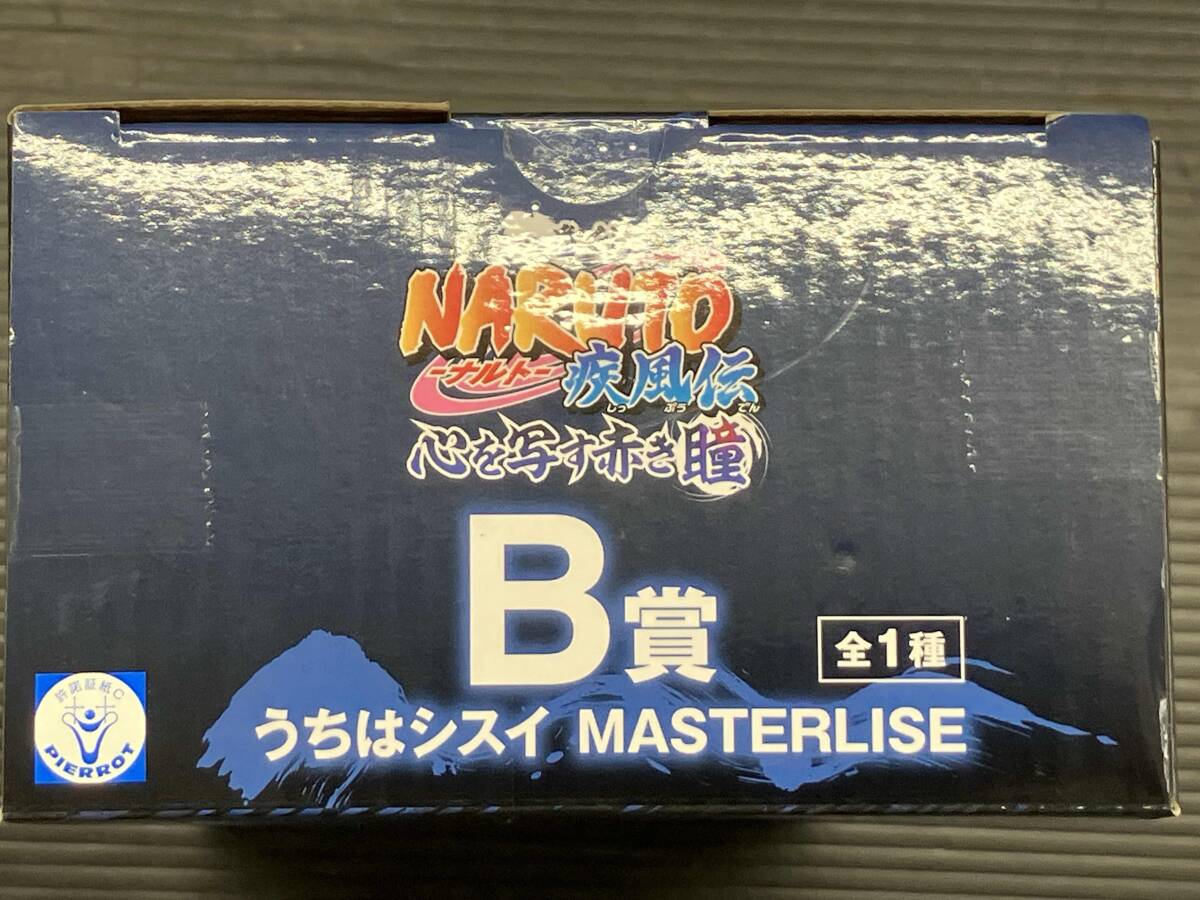 NARUTO
-ナルト-
疾風伝
しっ ぷう でん
心を写す赤き瞳
B賞
全1種
うちはシスイ MASTERLISE
許諾証紙C
PIERROT